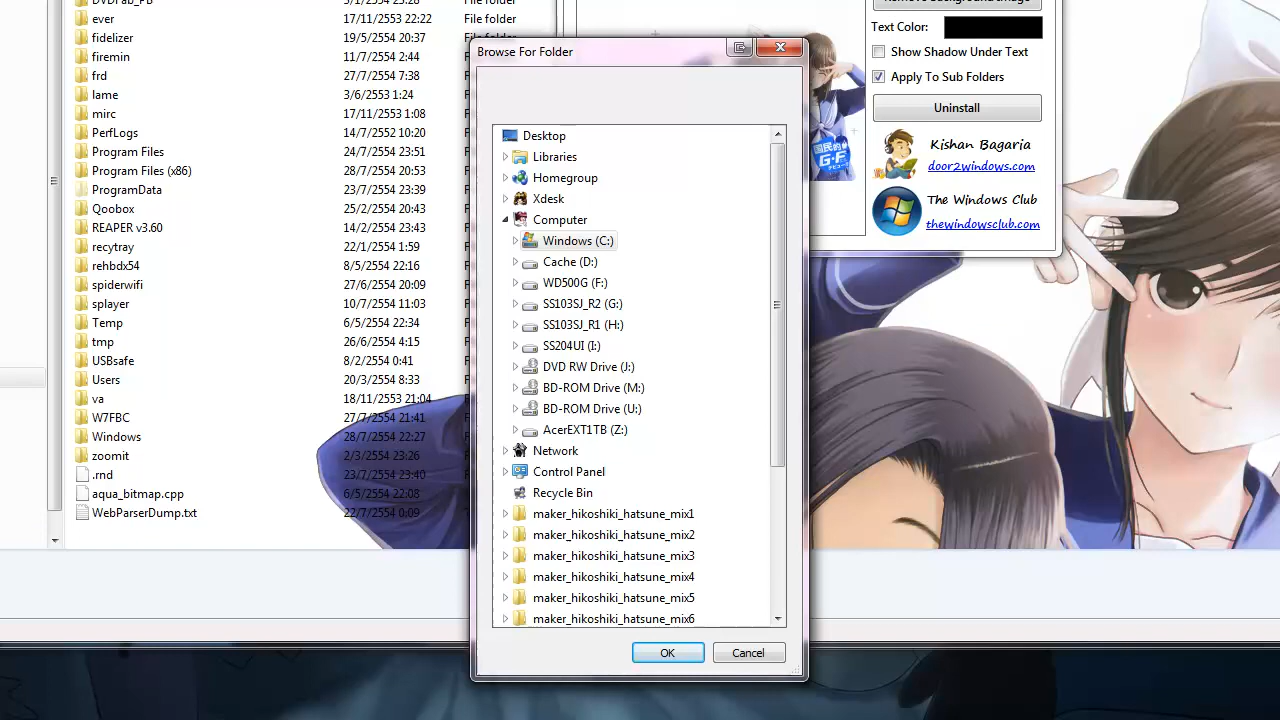 ever 17/11/2553 22:22 File folder
fidelizer 19/5/2554 20:37 File folder
firemin 11/7/2554 2:44
frd 27/7/2554 7:38
lame 3/6/2553 1:24
mirc 17/11/2553 1:08
PerfLogs 14/7/2552 10:20
Program Files 24/7/2554 23:51
Program Files (x86) 28/7/2554 20:53
ProgramData 23/7/2554 23:39
Qoobox 25/2/2554 20:43
REAPER v3.60 14/2/2554 23:43
recytray 22/1/2554 1:59
rehbdx54 8/5/2554 22:16
spiderwifi 27/6/2554 20:09
splayer 10/7/2554 11:03
Temp 6/5/2554 22:34
tmp 26/6/2554 4:15
USBsafe 8/2/2554 0:41
Users 20/3/2554 8:33
va 18/11/2553 21:04
W7FBC 27/7/2554 21:41
Windows 28/7/2554 22:27
zoomit 2/3/2554 23:26
.rnd 23/7/2554 23:40
aqua_bitmap.cpp 6/5/2554 22:08
WebParserDump.txt 22/7/2554 0:09
Browse For Folder
Desktop
Libraries
Homegroup
Xdesk
Computer
Windows (C:)
Cache (D:)
WD500G (F:)
SS103SJ_R2 (G:)
SS103SJ_R1 (H:)
SS204UI (I:)
DVD RW Drive (J:)
BD-ROM Drive (M:)
BD-ROM Drive (U:)
AcerEXT1TB (Z:)
Network
Control Panel
Recycle Bin
maker_hikoshiki_hatsune_mix1
maker_hikoshiki_hatsune_mix2
maker_hikoshiki_hatsune_mix3
maker_hikoshiki_hatsune_mix4
maker_hikoshiki_hatsune_mix5
maker_hikoshiki_hatsune_mix6
OK Cancel
Text Color:
Show Shadow Under Text
Apply To Sub Folders
Uninstall
Kishan Bagaria
door2windows.com
The Windows Club
thewindowsclub.com
国民的
G·F